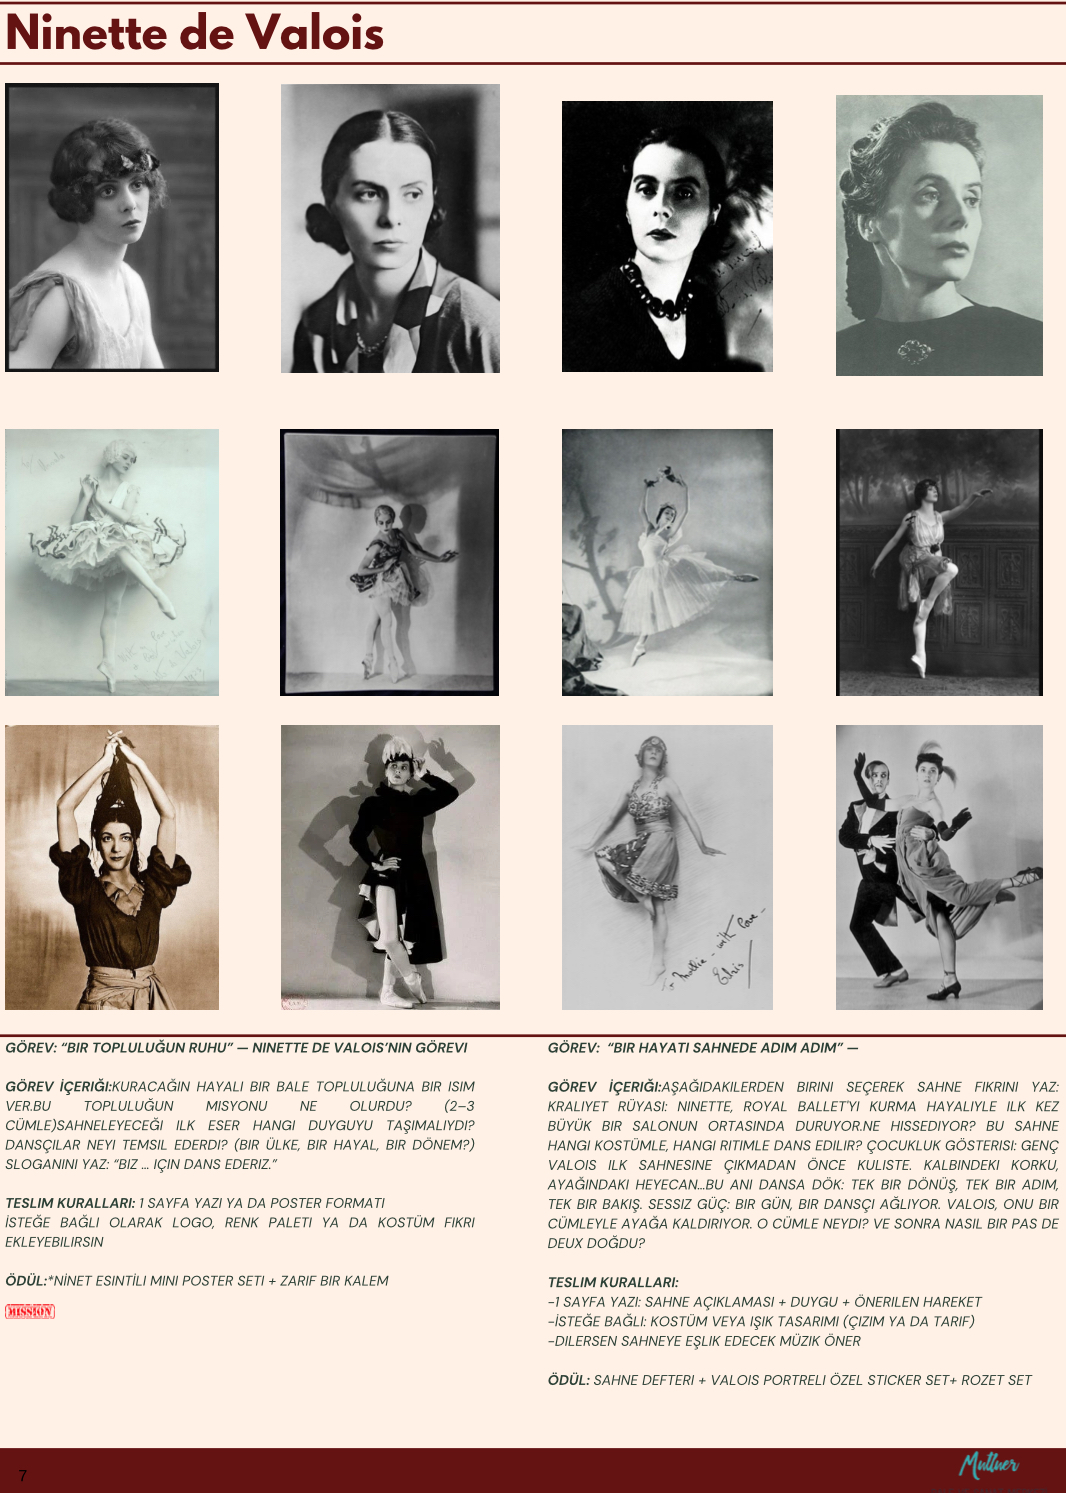 Ninette de Valois
with love -
Chris
GÖREV: “BIR TOPLULUĞUN RUHU” — NINETTE DE VALOIS’NIN GÖREVI
GÖREV İÇERIĞI:KURACAĞIN HAYALI BIR BALE TOPLULUĞUNA BIR ISIM
VER.BU TOPLULUĞUN MISYONU NE OLURDU? (2–3
CÜMLE)SAHNELEYECEĞI ILK ESER HANGI DUYGUYU TAŞIMALIYDI?
DANSÇILAR NEYI TEMSIL EDERDI? (BIR ÜLKE, BIR HAYAL, BIR DÖNEM?)
SLOGANINI YAZ: “BIZ … IÇIN DANS EDERIZ.”
TESLIM KURALLARI: 1 SAYFA YAZI YA DA POSTER FORMATI
İSTEĞE BAĞLI OLARAK LOGO, RENK PALETI YA DA KOSTÜM FIKRI
EKLEYEBILIRSIN
ÖDÜL:*NİNET ESINTİLI MINI POSTER SETI + ZARIF BIR KALEM
MISSION
GÖREV: “BIR HAYATI SAHNEDE ADIM ADIM” —
GÖREV İÇERIĞI:AŞAĞIDAKILERDEN BIRINI SEÇEREK SAHNE FIKRINI YAZ:
KRALIYET RÜYASI: NINETTE, ROYAL BALLET’YI KURMA HAYALIYLE ILK KEZ
BÜYÜK BIR SALONUN ORTASINDA DURUYOR.NE HISSEDIYOR? BU SAHNE
HANGI KOSTÜMLE, HANGI RITIMLE DANS EDILIR? ÇOCUKLUK GÖSTERISI: GENÇ
VALOIS ILK SAHNESINE ÇIKMADAN ÖNCE KULISTE. KALBINDEKI KORKU,
AYAĞINDAKI HEYECAN…BU ANI DANSA DÖK: TEK BIR DÖNÜŞ, TEK BIR ADIM,
TEK BIR BAKIŞ. SESSIZ GÜÇ: BIR GÜN, BIR DANSÇI AĞLIYOR. VALOIS, ONU BIR
CÜMLEYLE AYAĞA KALDIRIYOR. O CÜMLE NEYDI? VE SONRA NASIL BIR PAS DE
DEUX DOĞDU?
TESLIM KURALLARI:
-1 SAYFA YAZI: SAHNE AÇIKLAMASI + DUYGU + ÖNERILEN HAREKET
-İSTEĞE BAĞLI: KOSTÜM VEYA IŞIK TASARIMI (ÇIZIM YA DA TARIF)
-DILERSEN SAHNEYE EŞLIK EDECEK MÜZIK ÖNER
ÖDÜL: SAHNE DEFTERI + VALOIS PORTRELI ÖZEL STICKER SET+ ROZET SET
7
Mullner